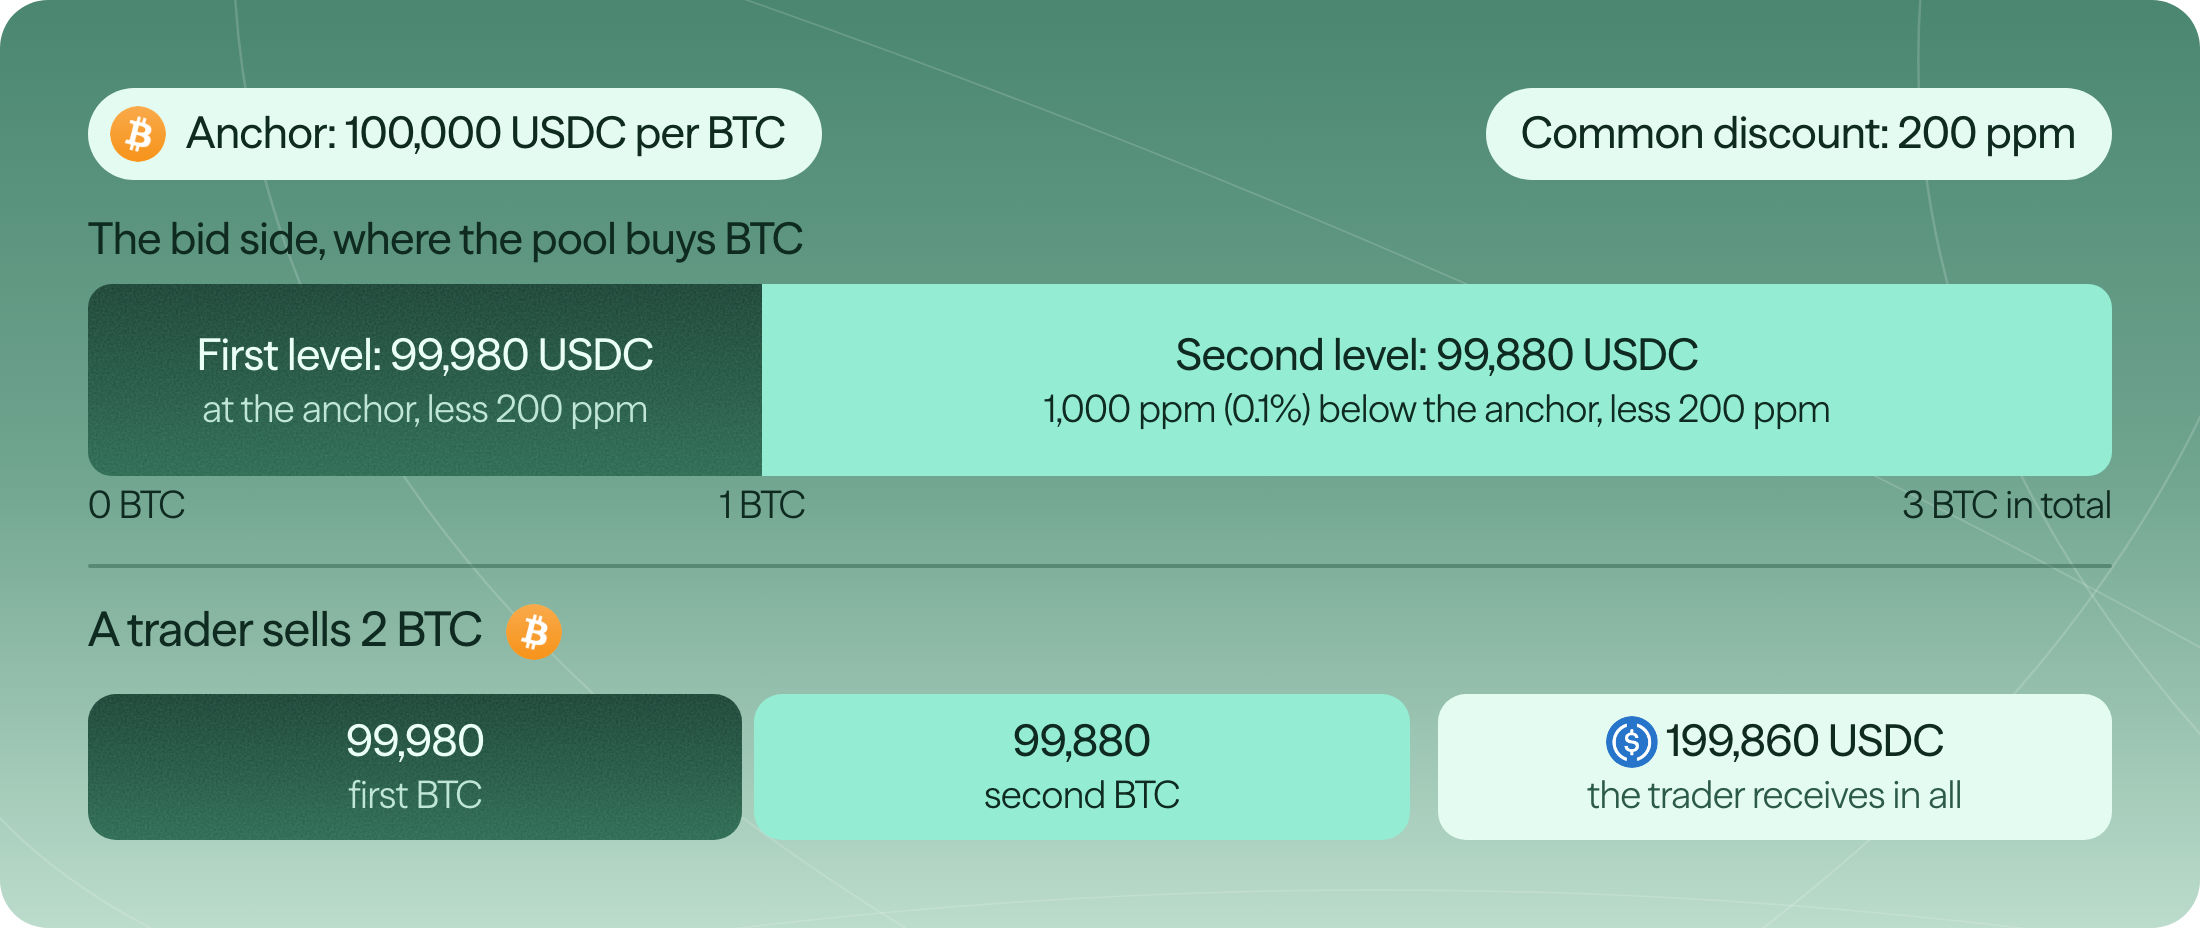 Anchor: 100,000 USDC per BTC
Common discount: 200 ppm
The bid side, where the pool buys BTC
First level: 99,980 USDC
at the anchor, less 200 ppm
Second level: 99,880 USDC
1,000 ppm (0.1%) below the anchor, less 200 ppm
0 BTC
1 BTC
3 BTC in total
A trader sells 2 BTC
99,980
first BTC
99,880
second BTC
199,860 USDC
the trader receives in all